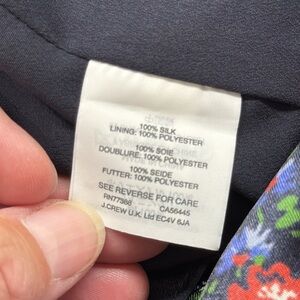 100% SILK
LINING: 100% POLYESTER
100% SOIE
DOUBLURE: 100% POLYESTER
100% SEIDE
FUTTER: 100% POLYESTER
SEE REVERSE FOR CARE
RN77388 CA56445
J.CREW U.K. Ltd EC4V 6JA